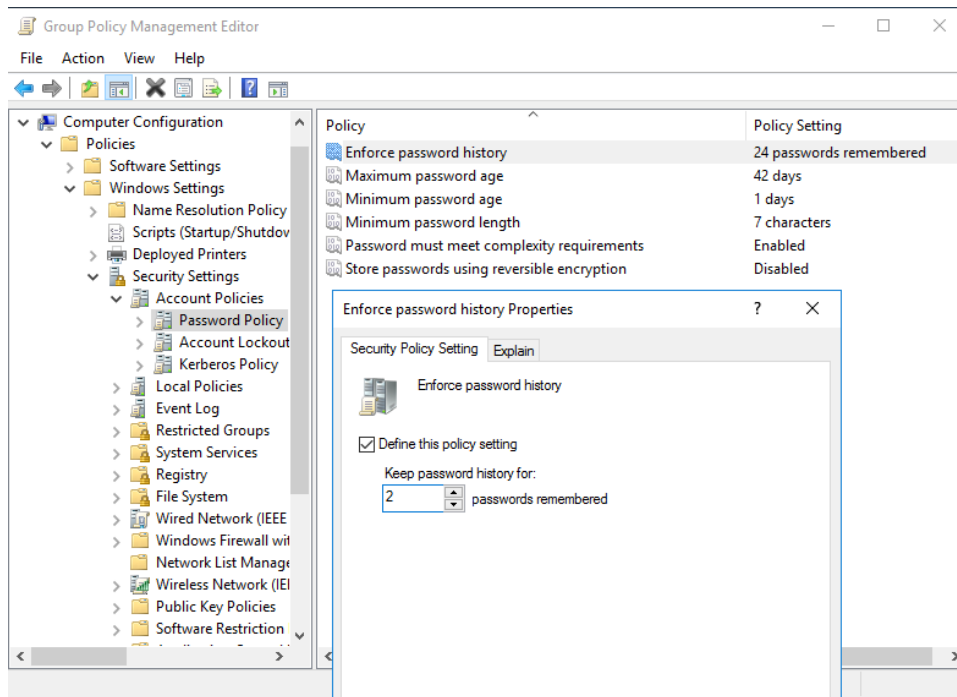 Group Policy Management Editor
File Action View Help
Computer Configuration
Policies
Software Settings
Windows Settings
Name Resolution Policy
Scripts (Startup/Shutdov
Deployed Printers
Security Settings
Account Policies
Password Policy
Account Lockout
Kerberos Policy
Local Policies
Event Log
Restricted Groups
System Services
Registry
File System
Wired Network (IEEE
Windows Firewall wit
Network List Manage
Wireless Network (IEI
Public Key Policies
Software Restriction
Policy Policy Setting
Enforce password history 24 passwords remembered
Maximum password age 42 days
Minimum password age 1 days
Minimum password length 7 characters
Password must meet complexity requirements Enabled
Store passwords using reversible encryption Disabled
Enforce password history Properties ?
Security Policy Setting Explain
Enforce password history
Define this policy setting
Keep password history for:
2 passwords remembered